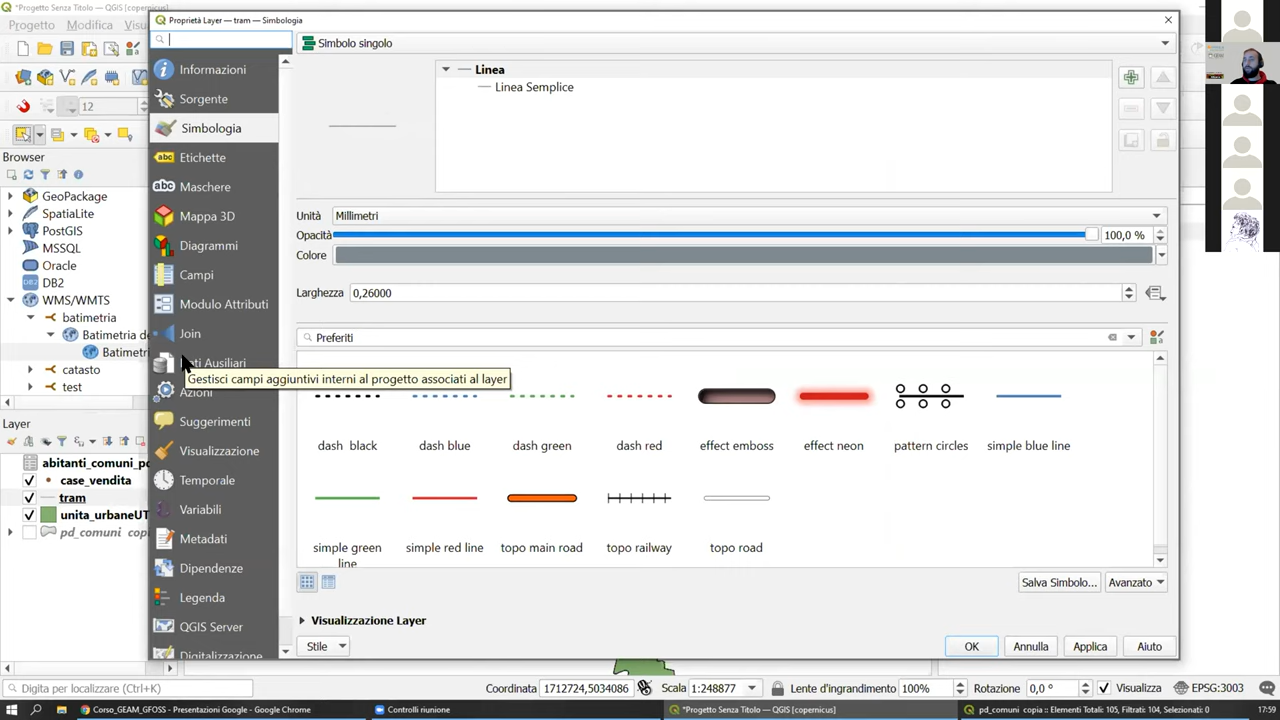 *Progetto Senza Titolo — QGIS [copernicus]
Progetto Modifica Visu
12
Browser
GeoPackage
SpatiaLite
PostGIS
MSSQL
Oracle
DB2
WMS/WMTS
batimetria
Batimetria de
Batimetri
catasto
test
Layer
abitanti_comuni_pd
case_vendita
tram
unita_urbaneUT
pd_comuni copi
Proprietà Layer — tram — Simbologia
Informazioni
Sorgente
Simbologia
Etichette
Maschere
Mappa 3D
Diagrammi
Campi
Modulo Attributi
Join
ti Ausiliari
Azioni
Suggerimenti
Visualizzazione
Temporale
Variabili
Metadati
Dipendenze
Legenda
QGIS Server
Digitalizzazione
Gestisci campi aggiuntivi interni al progetto associati al layer
Simbolo singolo
Linea
Linea Semplice
Unità Millimetri
Opacità 100,0 %
Colore
Larghezza 0,26000
Preferiti
dash black dash blue dash green dash red effect emboss effect neon pattern circles simple blue line
simple green line simple red line topo main road topo railway topo road
Salva Simbolo... Avanzato
Visualizzazione Layer
Stile OK Annulla Applica Aiuto
Digita per localizzare (Ctrl+K) Coordinata 1712724,5034086 Scala 1:248877 Lente d'ingrandimento 100% Rotazione 0,0 ° Visualizza EPSG:3003
Corso_GEAM_GFOSS - Presentazioni Google - Google Chrome Controlli riunione *Progetto Senza Titolo — QGIS [copernicus] pd_comuni copia :: Elementi Totali: 105, Filtrati: 104, Selezionati: 0 17:59